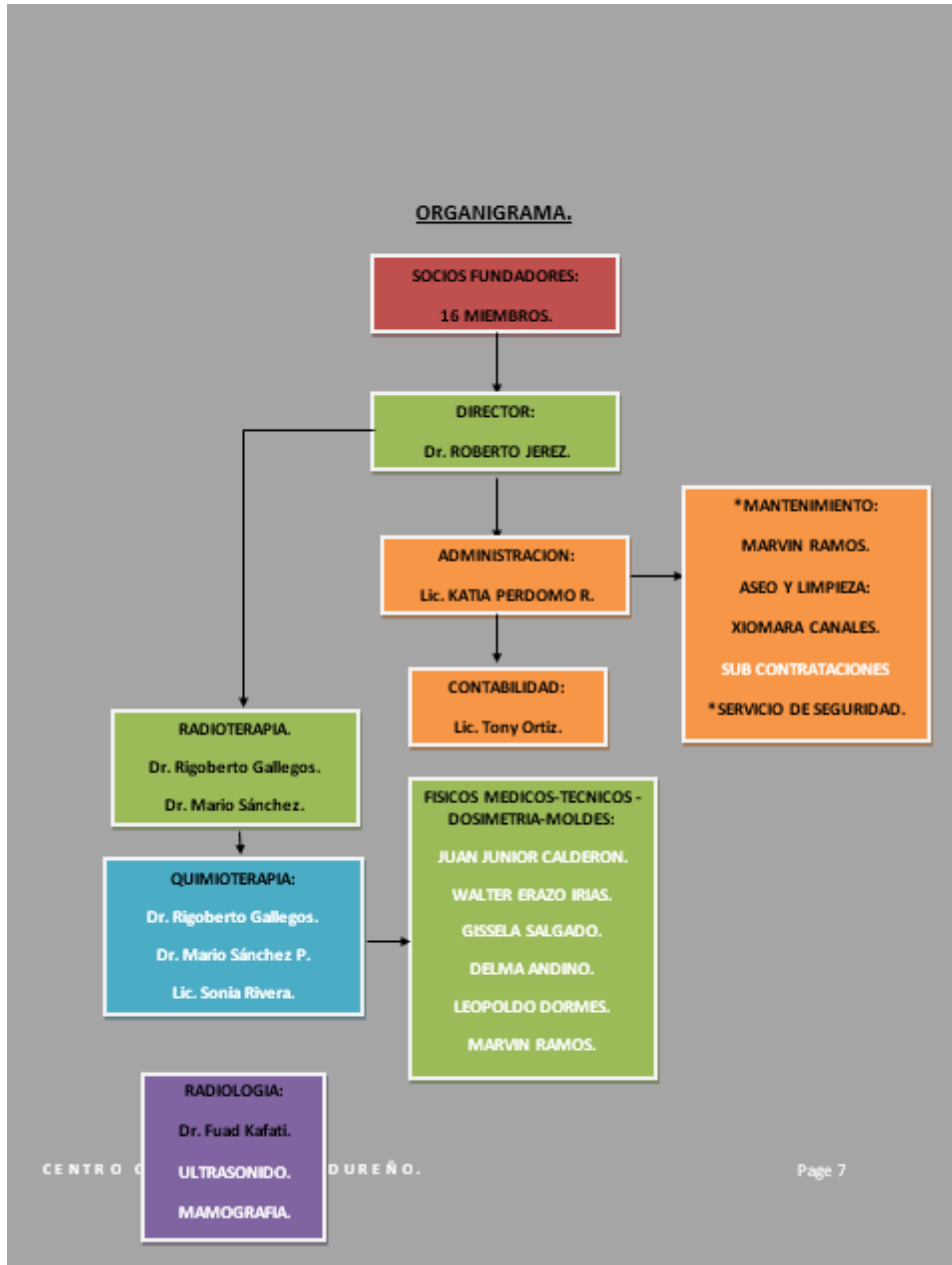 ORGANIGRAMA.
SOCIOS FUNDADORES:
16 MIEMBROS.
DIRECTOR:
Dr. ROBERTO JEREZ.
ADMINISTRACION:
Lic. KATIA PERDOMO R.
*MANTENIMIENTO:
MARVIN RAMOS.
ASEO Y LIMPIEZA:
XIOMARA CANALES.
SUB CONTRATACIONES
*SERVICIO DE SEGURIDAD.
CONTABILIDAD:
Lic. Tony Ortiz.
RADIOTERAPIA.
Dr. Rigoberto Gallegos.
Dr. Mario Sánchez.
QUIMIOTERAPIA:
Dr. Rigoberto Gallegos.
Dr. Mario Sánchez P.
Lic. Sonia Rivera.
FISICOS MEDICOS-TECNICOS -
DOSIMETRIA-MOLDES:
JUAN JUNIOR CALDERON.
WALTER ERAZO IRIAS.
GISSELA SALGADO.
DELMA ANDINO.
LEOPOLDO DORMES.
MARVIN RAMOS.
RADIOLOGIA:
Dr. Fuad Kafati.
ULTRASONIDO.
MAMOGRAFIA.
CENTRO DUREÑO.
Page 7